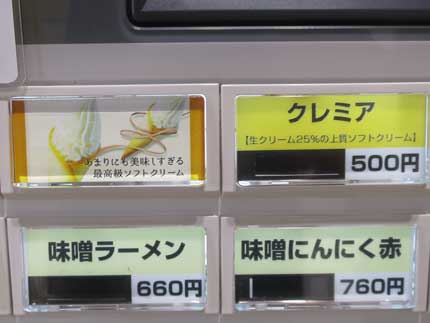 あまりにも美味しすぎる
最高級ソフトクリーム
クレミア
【生クリーム25%の上質ソフトクリーム】
500円
味噌ラーメン
660円
味噌にんにく赤
760円